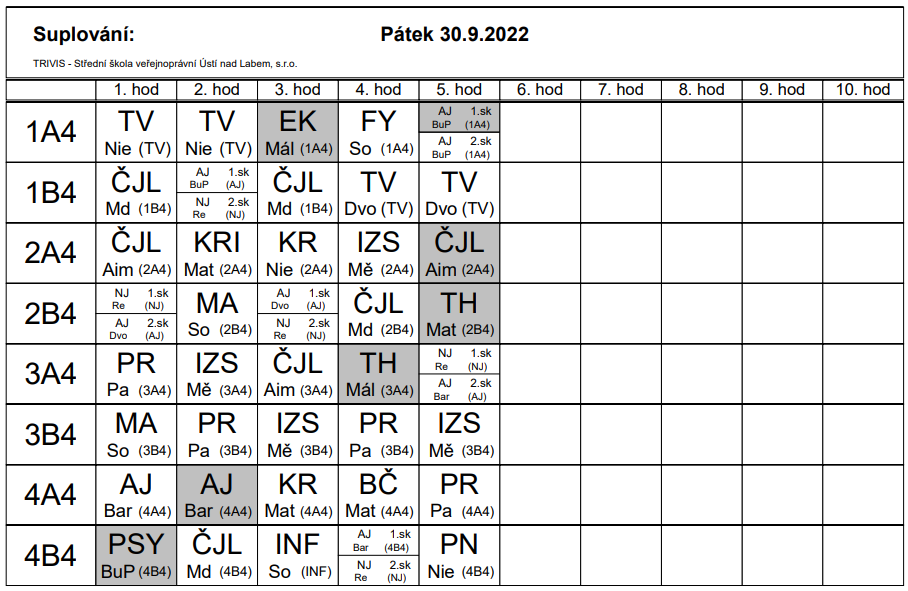 Suplování: Pátek 30.9.2022
TRIVIS - Střední škola veřejnoprávní Ústí nad Labem, s.r.o.
1. hod 2. hod 3. hod 4. hod 5. hod 6. hod 7. hod 8. hod 9. hod 10. hod
1A4
TV TV EK FY AJ 1.sk
BuP (1A4)
Nie (TV) Nie (TV) Mál (1A4) So (1A4) AJ 2.sk
BuP (1A4)
1B4
ČJL AJ 1.sk ČJL TV TV
BuP (AJ)
Md (1B4) NJ 2.sk Md (1B4) Dvo (TV) Dvo (TV)
Re (NJ)
2A4
ČJL KRI KR IZS ČJL
Aim (2A4) Mat (2A4) Nie (2A4) Mě (2A4) Aim (2A4)
2B4
NJ 1.sk MA AJ 1.sk ČJL TH
Re (NJ) Dvo (AJ)
AJ 2.sk So (2B4) NJ 2.sk Md (2B4) Mat (2B4)
Dvo (AJ) Re (NJ)
3A4
PR IZS ČJL TH NJ 1.sk
Re (NJ)
Pa (3A4) Mě (3A4) Aim (3A4) Mál (3A4) AJ 2.sk
Bar (AJ)
3B4
MA PR IZS PR IZS
So (3B4) Pa (3B4) Mě (3B4) Pa (3B4) Mě (3B4)
4A4
AJ AJ KR BČ PR
Bar (4A4) Bar (4A4) Mat (4A4) Mat (4A4) Pa (4A4)
4B4
PSY ČJL INF AJ 1.sk PN
Bar (4B4)
BuP (4B4) Md (4B4) So (INF) NJ 2.sk Nie (4B4)
Re (NJ)